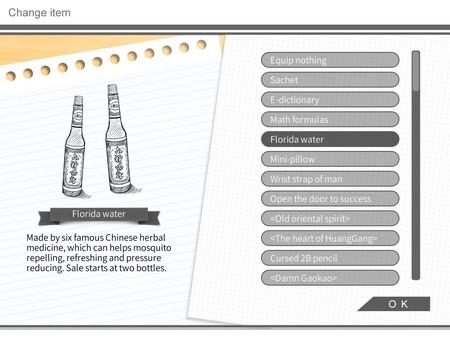 Change item
Florida water
Made by six famous Chinese herbal
medicine, which can helps mosquito
repelling, refreshing and pressure
reducing. Sale starts at two bottles.
Equip nothing
Sachet
E-dictionary
Math formulas
Florida water
Mini-pillow
Wrist strap of man
Open the door to success
<Old oriental spirit>
<The heart of HuangGang>
Cursed 2B pencil
<Damn Gaokao>
OK